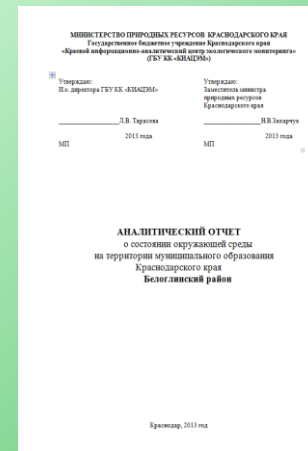 МИНИСТЕРСТВО ПРИРОДНЫХ РЕСУРСОВ КРАСНОДАРСКОГО КРАЯ
Государственное бюджетное учреждение Краснодарского края
«Краевой информационно-аналитический центр экологического мониторинга»
(ГБУ КК «КИАЦЭМ»)
Утверждаю:
И.о. директора ГБУ КК «КИАЦЭМ»
Л.В. Тарасова
2013 года
МП
Утверждаю:
Заместитель министра
природных ресурсов
Краснодарского края
Н.В.Захарчук
2013 года
МП
АНАЛИТИЧЕСКИЙ ОТЧЕТ
о состоянии окружающей среды
на территории муниципального образования
Краснодарского края
Белоглинский район
Краснодар, 2013 год